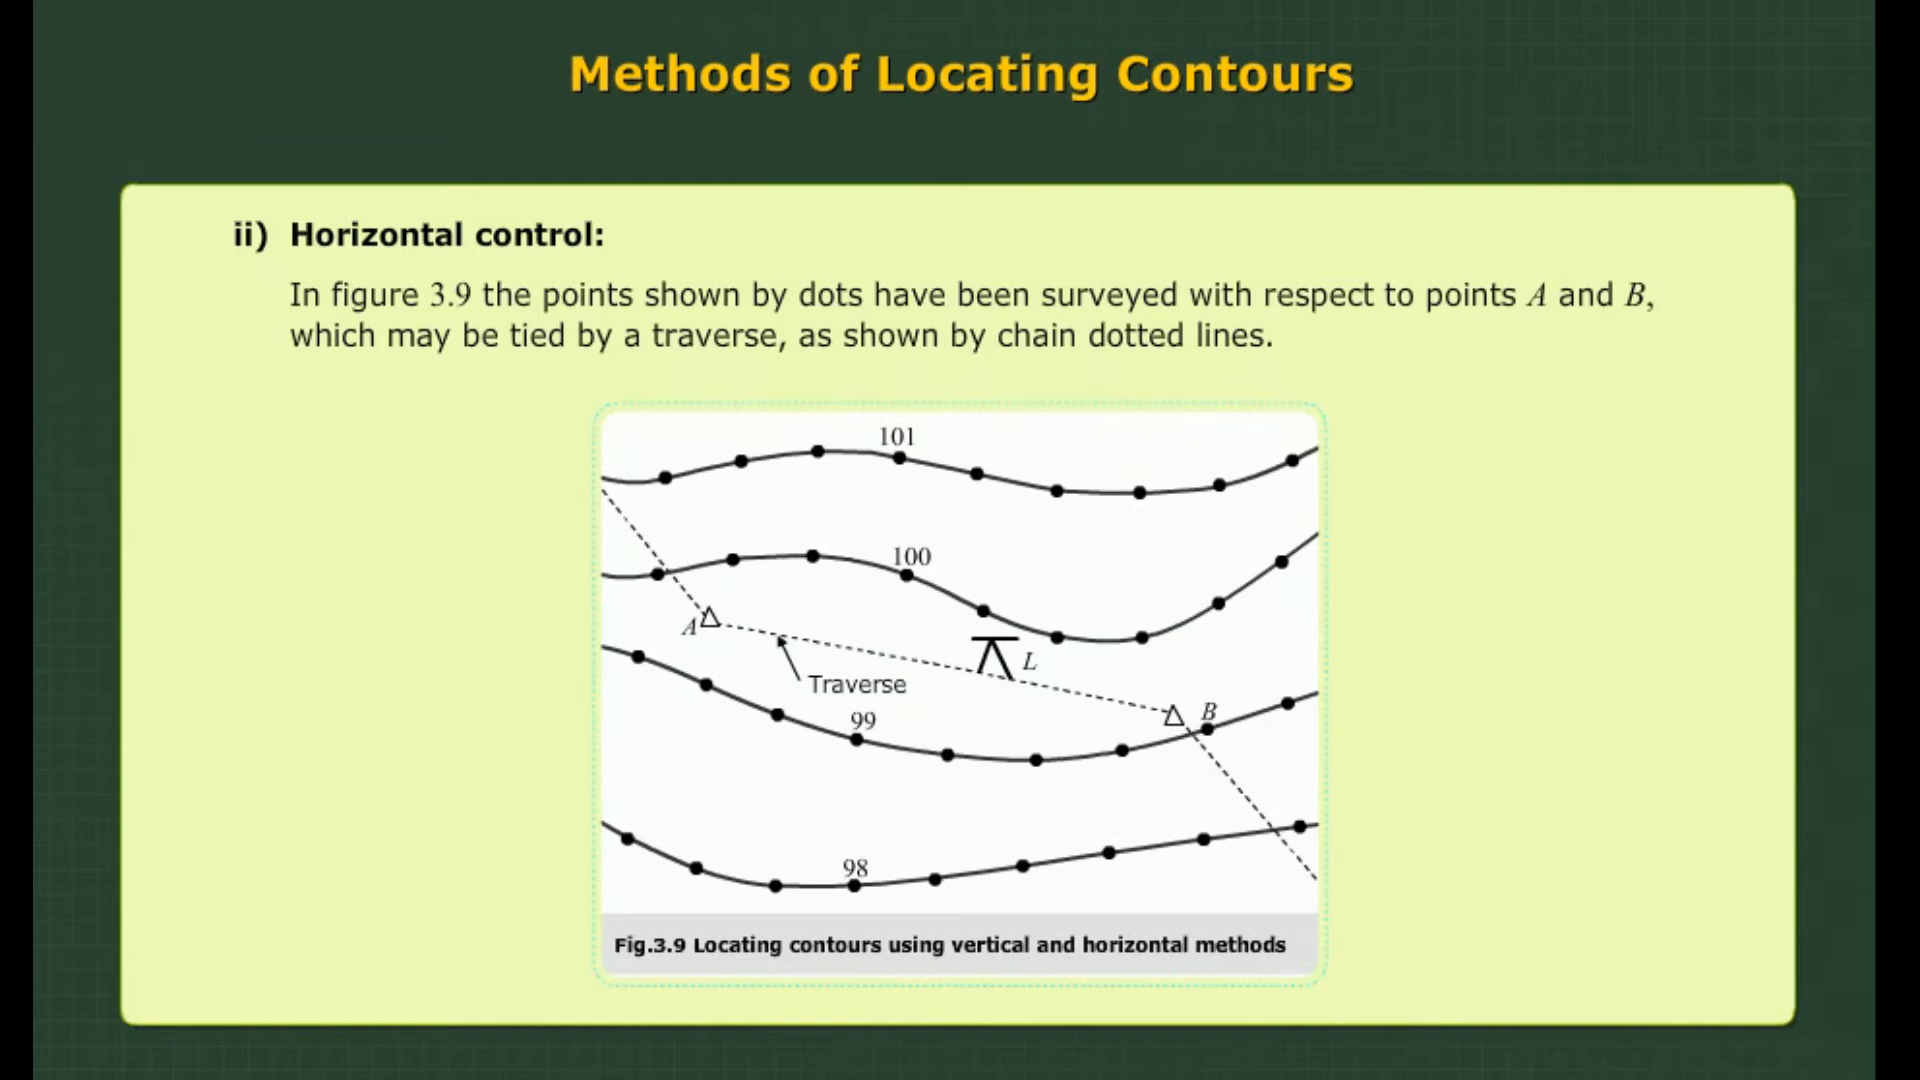 Methods of Locating Contours
ii) Horizontal control:
In figure 3.9 the points shown by dots have been surveyed with respect to points A and B,
which may be tied by a traverse, as shown by chain dotted lines.
101
100
A
L
Traverse
B
99
98
Fig.3.9 Locating contours using vertical and horizontal methods